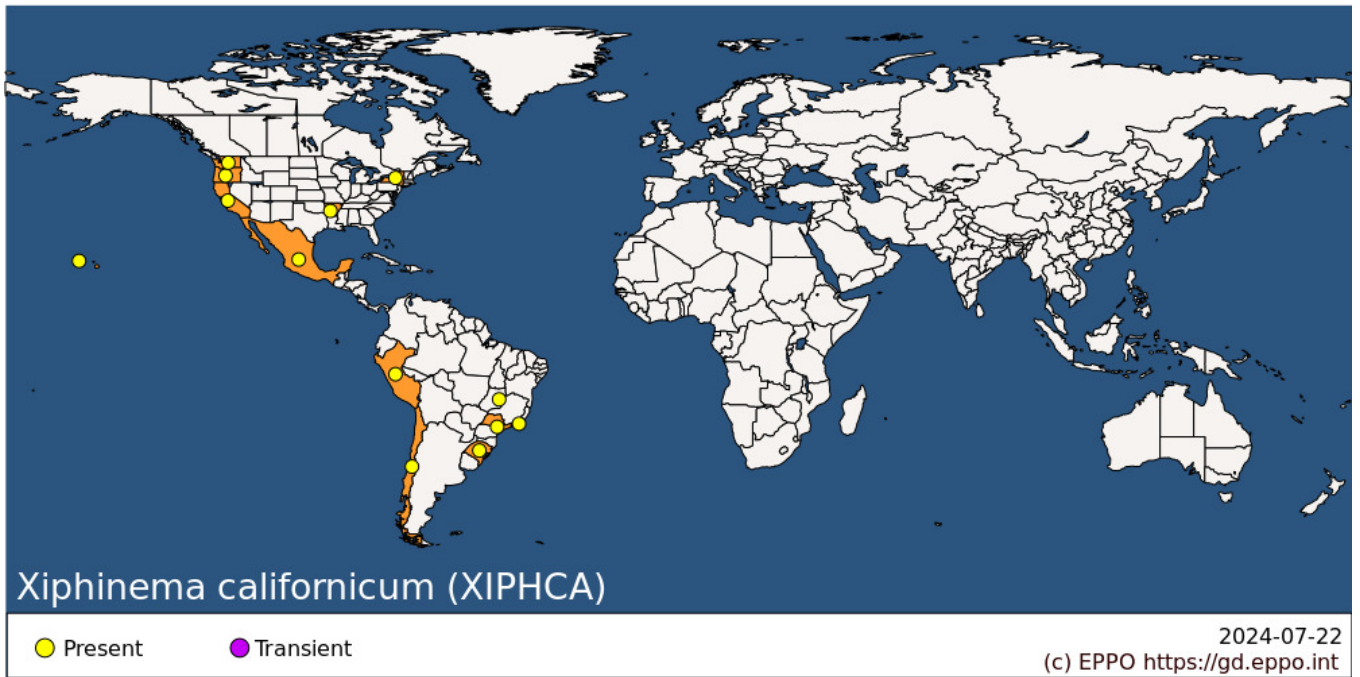 Xiphinema californicum (XIPHCA)
Present
Transient
2024-07-22
(c) EPPO https://gd.eppo.int